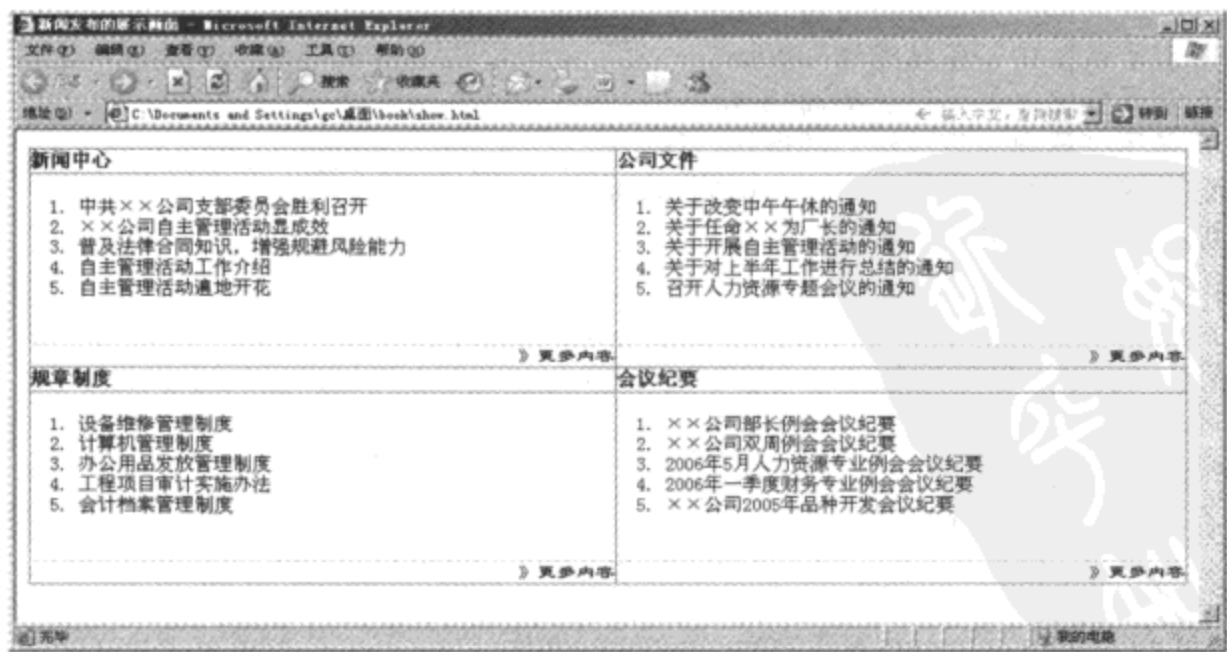 新闻发布的展示画面 - Microsoft Internet Explorer
文件(F) 编辑(E) 查看(V) 收藏(A) 工具(T) 帮助(H)
搜索 收藏夹
地址(D) C:\Documents and Settings\gc\桌面\book\show.html 转到 链接
新闻中心
1. 中共××公司支部委员会胜利召开
2. ××公司自主管理活动显成效
3. 普及法律合同知识，增强规避风险能力
4. 自主管理活动工作介绍
5. 自主管理活动遍地开花
》更多内容
公司文件
1. 关于改变中午午休的通知
2. 关于任命××为厂长的通知
3. 关于开展自主管理活动的通知
4. 关于对上半年工作进行总结的通知
5. 召开人力资源专题会议的通知
》更多内容
规章制度
1. 设备维修管理制度
2. 计算机管理制度
3. 办公用品发放管理制度
4. 工程项目审计实施办法
5. 会计档案管理制度
》更多内容
会议纪要
1. ××公司部长例会会议纪要
2. ××公司双周例会会议纪要
3. 2006年5月人力资源专业例会会议纪要
4. 2006年一季度财务专业例会会议纪要
5. ××公司2005年品种开发会议纪要
》更多内容
完毕
我的电脑